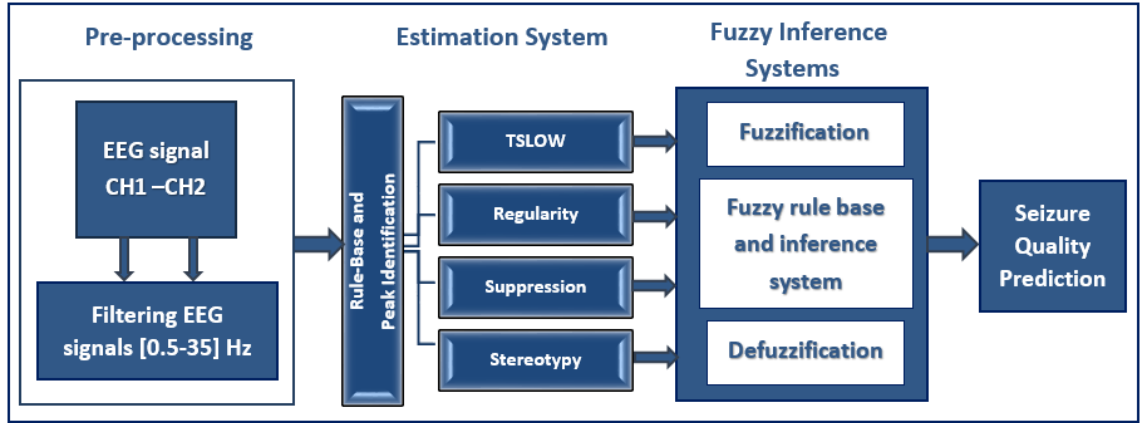 Pre-processing
EEG signal
CH1 –CH2
Filtering EEG
signals [0.5-35] Hz
Estimation System
Rule-Base and
Peak Identification
TSLOW
Regularity
Suppression
Stereotypy
Fuzzy Inference
Systems
Fuzzification
Fuzzy rule base
and inference
system
Defuzzification
Seizure
Quality
Prediction